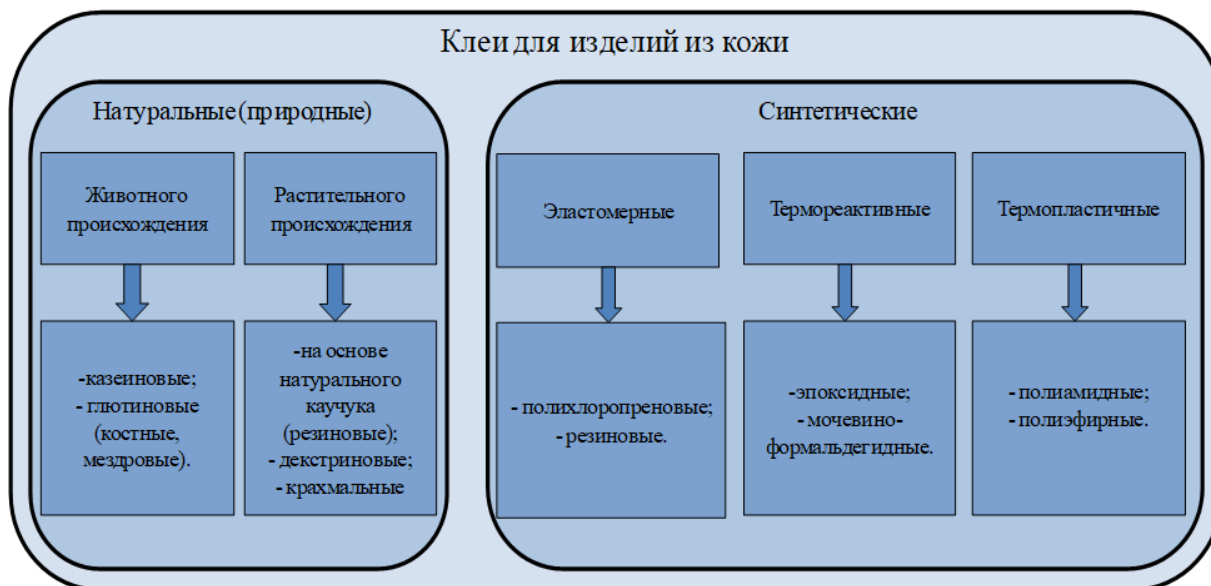 Клеи для изделий из кожи
Натуральные (природные)
Синтетические
Животного
происхождения
Растительного
происхождения
Эластомерные
Термореактивные
Термопластичные
-казеиновые;
- глютиновые
(костные,
мездровые).
-на основе
натурального
каучука
(резиновые);
- декстриновые;
- крахмальные
- полихлоропреновые;
- резиновые.
-эпоксидные;
- мочевино-
формальдегидные.
- полиамидные;
- полиэфирные.